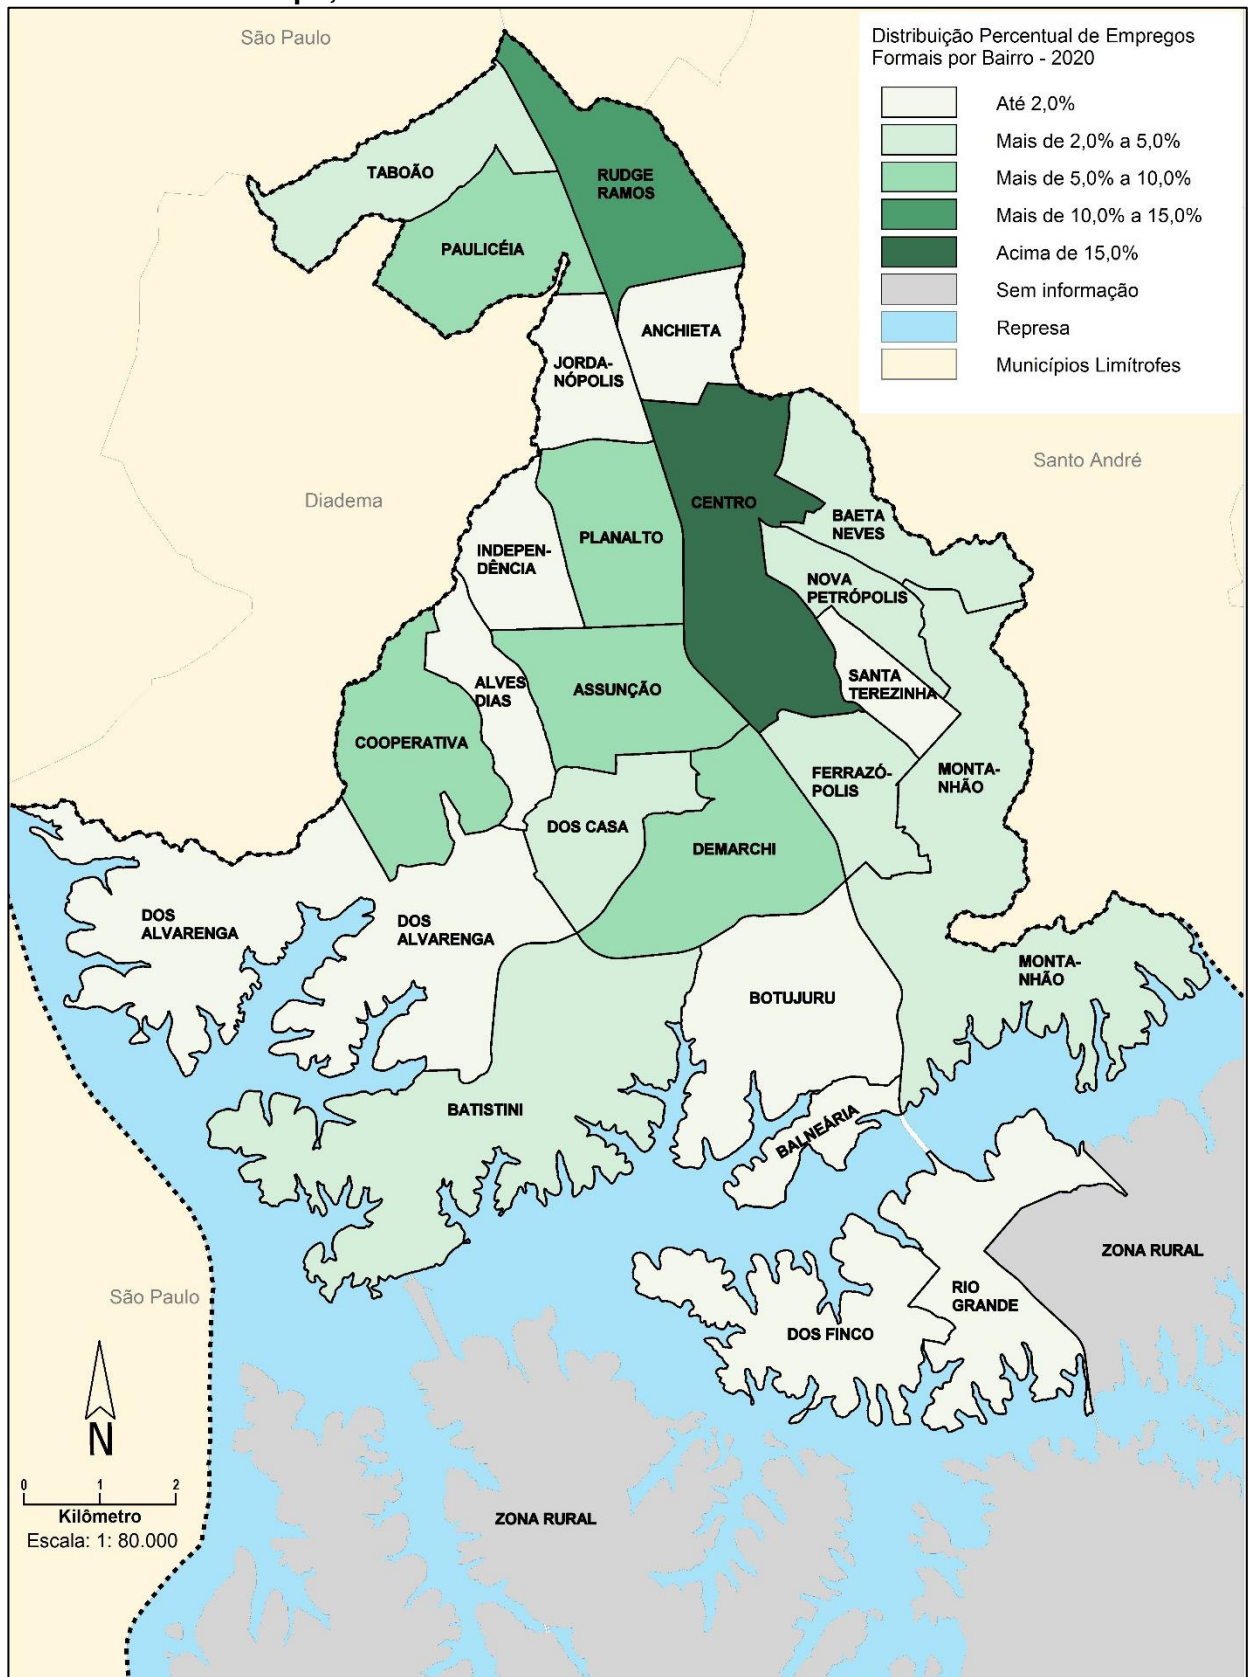 São Paulo
Distribuição Percentual de Empregos
Formais por Bairro - 2020
Até 2,0%
Mais de 2,0% a 5,0%
Mais de 5,0% a 10,0%
Mais de 10,0% a 15,0%
Acima de 15,0%
Sem informação
Represa
Municípios Limítrofes
TABOÃO
RUDGE
RAMOS
PAULICÉIA
ANCHIETA
JORDA-
NÓPOLIS
Santo André
Diadema
CENTRO
BAETA
NEVES
PLANALTO
INDEPEN-
DÊNCIA
NOVA
PETRÓPOLIS
SANTA
TEREZINHA
ALVES
DIAS
ASSUNÇÃO
COOPERATIVA
FERRAZÓ-
POLIS
MONTA-
NHÃO
DOS CASA
DEMARCHI
DOS
ALVARENGA
DOS
ALVARENGA
MONTA-
NHÃO
BOTUJURU
BATISTINI
BALNEÁRIA
ZONA RURAL
São Paulo
RIO
GRANDE
DOS FINCO
N
0 1 2
Kilômetro
Escala: 1: 80.000
ZONA RURAL